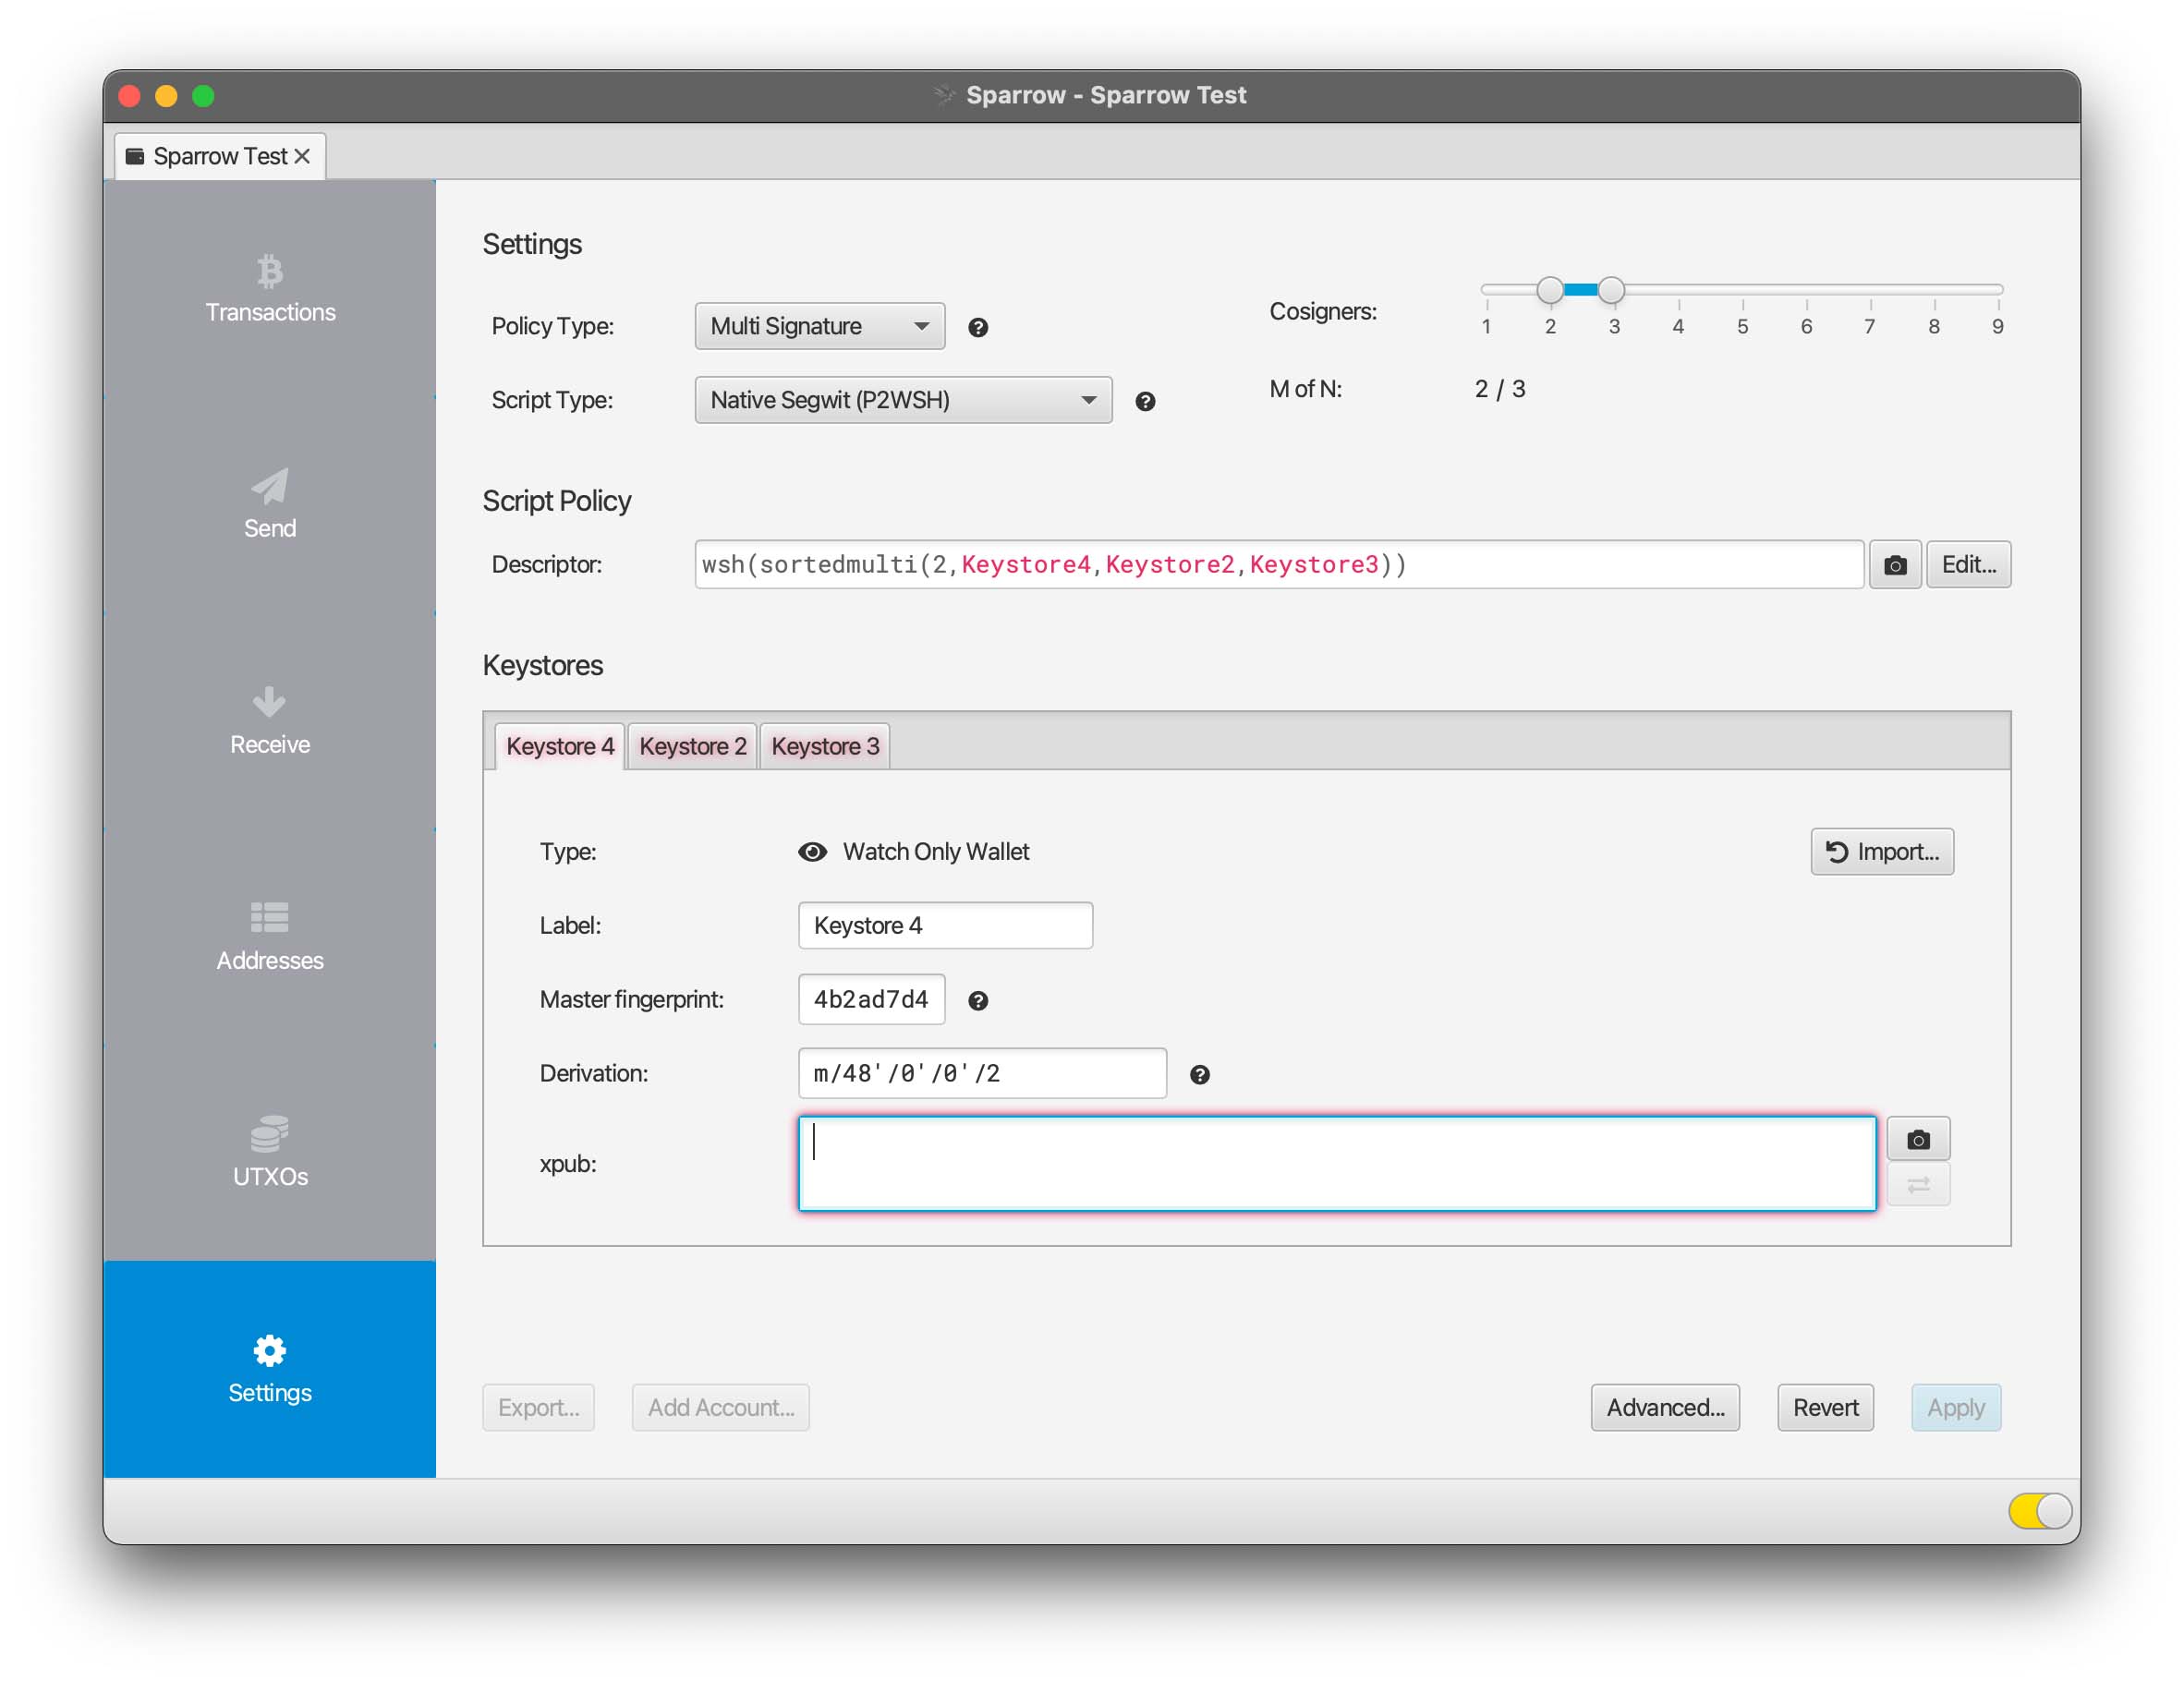 Sparrow - Sparrow Test
Sparrow Test
Transactions
Send
Receive
Addresses
UTXOs
Settings
Settings
Policy Type: Multi Signature
Cosigners: 1 2 3 4 5 6 7 8 9
Script Type: Native Segwit (P2WSH)
M of N: 2 / 3
Script Policy
Descriptor: wsh(sortedmulti(2,Keystore4,Keystore2,Keystore3)) Edit...
Keystores
Keystore 4 Keystore 2 Keystore 3
Type: Watch Only Wallet Import...
Label: Keystore 4
Master fingerprint: 4b2ad7d4
Derivation: m/48'/0'/0'/2
xpub:
Export... Add Account... Advanced... Revert Apply